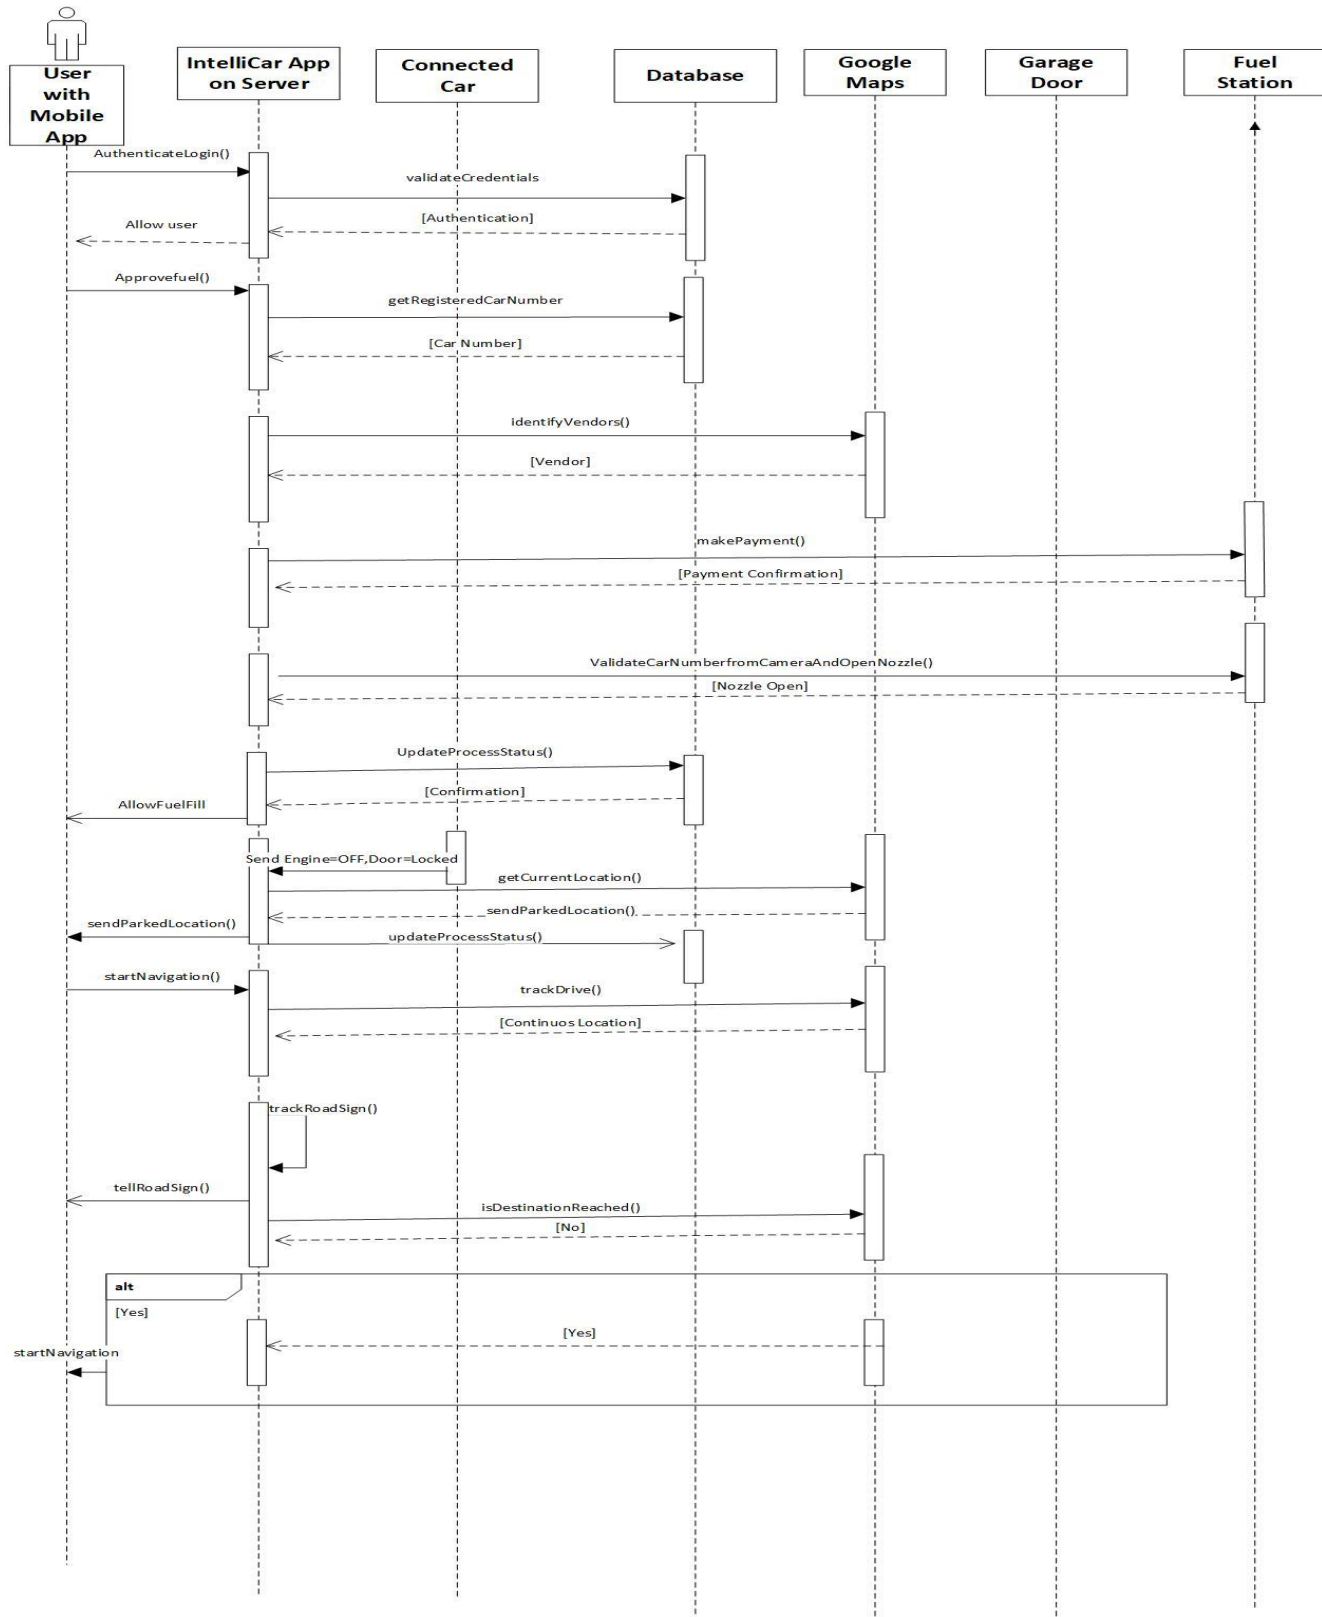 User
with
Mobile
App
IntelliCar App
on Server
Connected
Car
Database
Google
Maps
Garage
Door
Fuel
Station
AuthenticateLogin()
validateCredentials
[Authentication]
Allow user
Approvefuel()
getRegisteredCarNumber
[Car Number]
identifyVendors()
[Vendor]
makePayment()
[Payment Confirmation]
ValidateCarNumberfromCameraAndOpenNozzle()
[Nozzle Open]
UpdateProcessStatus()
[Confirmation]
AllowFuelFill
Send Engine=OFF,Door=Locked
getCurrentLocation()
sendParkedLocation()
sendParkedLocation()
updateProcessStatus()
startNavigation()
trackDrive()
[Continuos Location]
trackRoadSign()
tellRoadSign()
isDestinationReached()
[No]
alt
[Yes]
[Yes]
startNavigation